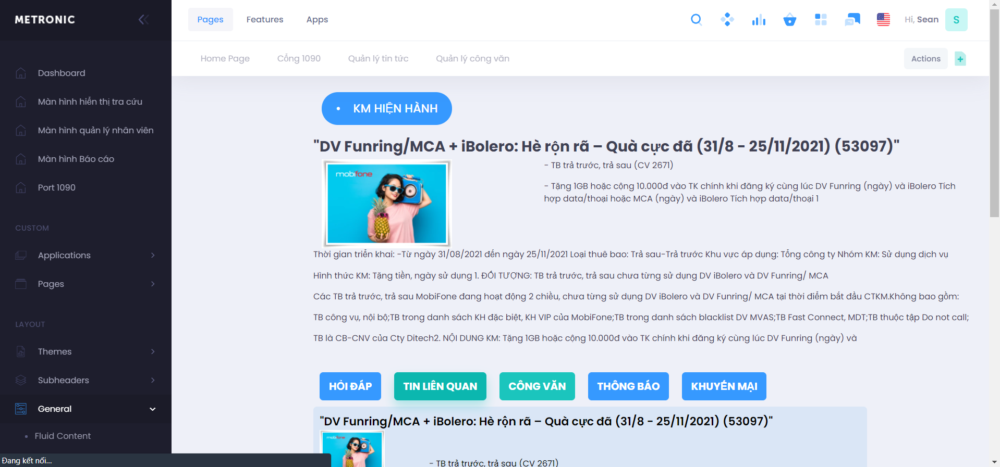 METRONIC
Pages Features Apps
Hi, Sean S
Home Page Cổng 1090 Quản lý tin tức Quản lý công văn
Actions
Dashboard
Màn hình hiển thị tra cứu
Màn hình quản lý nhân viên
Màn hình Báo cáo
Port 1090
CUSTOM
Applications
Pages
LAYOUT
Themes
Subheaders
General
Fluid Content
Đang kết nối...
• KM HIỆN HÀNH
"DV Funring/MCA + iBolero: Hè rộn rã – Quà cực đã (31/8 - 25/11/2021) (53097)"
mobifone
- TB trả trước, trả sau (CV 2671)
- Tặng 1GB hoặc cộng 10.000đ vào TK chính khi đăng ký cùng lúc DV Funring (ngày) và iBolero Tích
hợp data/thoại hoặc MCA (ngày) và iBolero Tích hợp data/thoại 1
Thời gian triển khai: -Từ ngày 31/08/2021 đến ngày 25/11/2021 Loại thuê bao: Trả sau-Trả trước Khu vực áp dụng: Tổng công ty Nhóm KM: Sử dụng dịch vụ
Hình thức KM: Tặng tiền, ngày sử dụng 1. ĐỐI TƯỢNG: TB trả trước, trả sau chưa từng sử dụng DV iBolero và DV Funring/ MCA
Các TB trả trước, trả sau MobiFone đang hoạt động 2 chiều, chưa từng sử dụng DV iBolero và DV Funring/ MCA tại thời điểm bắt đầu CTKM.Không bao gồm:
TB công vụ, nội bộ;TB trong danh sách KH đặc biệt, KH VIP của MobiFone;TB trong danh sách blacklist DV MVAS;TB Fast Connect, MDT;TB thuộc tập Do not call;
TB là CB-CNV của Cty Ditech2. NỘI DUNG KM: Tặng 1GB hoặc cộng 10.000đ vào TK chính khi đăng ký cùng lúc DV Funring (ngày) và
HỎI ĐÁP TIN LIÊN QUAN CÔNG VĂN THÔNG BÁO KHUYẾN MẠI
"DV Funring/MCA + iBolero: Hè rộn rã – Quà cực đã (31/8 - 25/11/2021) (53097)"
mobifone
- TB trả trước, trả sau (CV 2671)